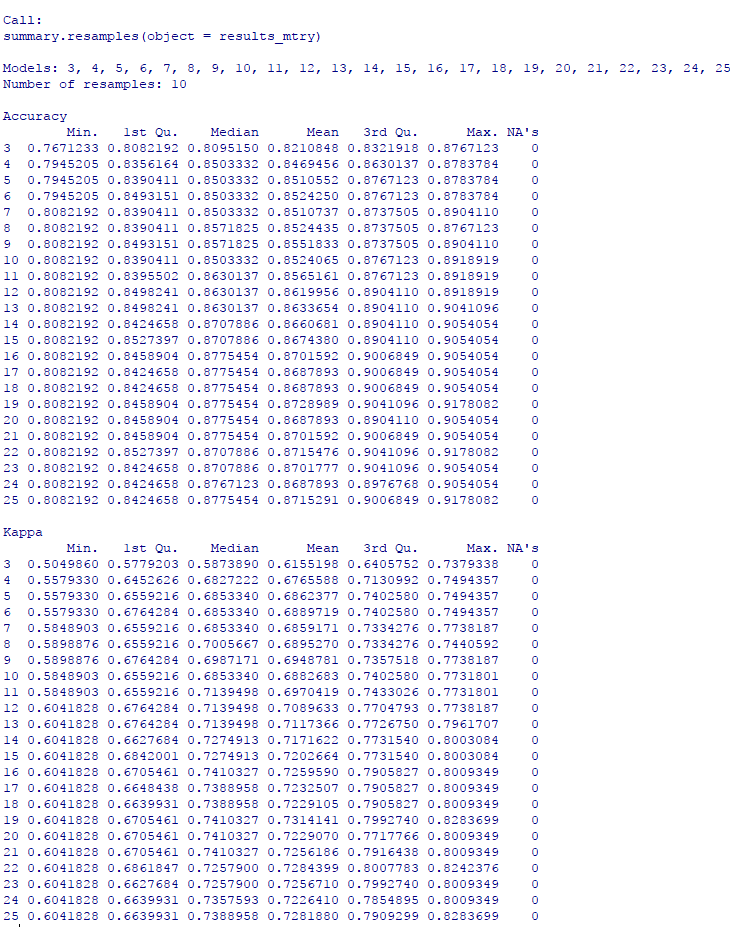 Call:
summary.resamples(object = results_mtry)
Models: 3, 4, 5, 6, 7, 8, 9, 10, 11, 12, 13, 14, 15, 16, 17, 18, 19, 20, 21, 22, 23, 24, 25
Number of resamples: 10
Accuracy
Min. 1st Qu. Median Mean 3rd Qu. Max. NA's
3 0.7671233 0.8082192 0.8095150 0.8210848 0.8321918 0.8767123 0
4 0.7945205 0.8356164 0.8503332 0.8469456 0.8630137 0.8783784 0
5 0.7945205 0.8390411 0.8503332 0.8510552 0.8767123 0.8783784 0
6 0.7945205 0.8493151 0.8503332 0.8524250 0.8767123 0.8783784 0
7 0.8082192 0.8390411 0.8503332 0.8510737 0.8737505 0.8904110 0
8 0.8082192 0.8390411 0.8571825 0.8524435 0.8737505 0.8767123 0
9 0.8082192 0.8493151 0.8571825 0.8551833 0.8737505 0.8904110 0
10 0.8082192 0.8390411 0.8503332 0.8524065 0.8767123 0.8918919 0
11 0.8082192 0.8395502 0.8630137 0.8565161 0.8767123 0.8918919 0
12 0.8082192 0.8498241 0.8630137 0.8619956 0.8904110 0.8918919 0
13 0.8082192 0.8498241 0.8630137 0.8633654 0.8904110 0.9041096 0
14 0.8082192 0.8424658 0.8707886 0.8660681 0.8904110 0.9054054 0
15 0.8082192 0.8527397 0.8707886 0.8674380 0.8904110 0.9054054 0
16 0.8082192 0.8458904 0.8775454 0.8701592 0.9006849 0.9054054 0
17 0.8082192 0.8424658 0.8775454 0.8687893 0.9006849 0.9054054 0
18 0.8082192 0.8424658 0.8775454 0.8687893 0.9006849 0.9054054 0
19 0.8082192 0.8458904 0.8775454 0.8728989 0.9041096 0.9178082 0
20 0.8082192 0.8458904 0.8775454 0.8687893 0.8904110 0.9054054 0
21 0.8082192 0.8458904 0.8775454 0.8701592 0.9006849 0.9054054 0
22 0.8082192 0.8527397 0.8707886 0.8715476 0.9041096 0.9178082 0
23 0.8082192 0.8424658 0.8707886 0.8701777 0.9041096 0.9054054 0
24 0.8082192 0.8424658 0.8767123 0.8687893 0.8976768 0.9054054 0
25 0.8082192 0.8424658 0.8775454 0.8715291 0.9006849 0.9178082 0
Kappa
Min. 1st Qu. Median Mean 3rd Qu. Max. NA's
3 0.5049860 0.5779203 0.5873890 0.6155198 0.6405752 0.7379338 0
4 0.5579330 0.6452626 0.6827222 0.6765588 0.7130992 0.7494357 0
5 0.5579330 0.6559216 0.6853340 0.6862377 0.7402580 0.7494357 0
6 0.5579330 0.6764284 0.6853340 0.6889719 0.7402580 0.7494357 0
7 0.5848903 0.6559216 0.6853340 0.6859171 0.7334276 0.7738187 0
8 0.5898876 0.6559216 0.7005667 0.6895270 0.7334276 0.7440592 0
9 0.5898876 0.6764284 0.6987171 0.6948781 0.7357518 0.7738187 0
10 0.5848903 0.6559216 0.6853340 0.6882683 0.7402580 0.7731801 0
11 0.5848903 0.6559216 0.7139498 0.6970419 0.7433026 0.7731801 0
12 0.6041828 0.6764284 0.7139498 0.7089633 0.7704793 0.7738187 0
13 0.6041828 0.6764284 0.7139498 0.7117366 0.7726750 0.7961707 0
14 0.6041828 0.6627684 0.7274913 0.7171622 0.7731540 0.8003084 0
15 0.6041828 0.6842001 0.7274913 0.7202664 0.7731540 0.8003084 0
16 0.6041828 0.6705461 0.7410327 0.7259590 0.7905827 0.8009349 0
17 0.6041828 0.6648438 0.7388958 0.7232507 0.7905827 0.8009349 0
18 0.6041828 0.6639931 0.7388958 0.7229105 0.7905827 0.8009349 0
19 0.6041828 0.6705461 0.7410327 0.7314141 0.7992740 0.8283699 0
20 0.6041828 0.6705461 0.7410327 0.7229070 0.7717766 0.8009349 0
21 0.6041828 0.6705461 0.7410327 0.7256186 0.7916438 0.8009349 0
22 0.6041828 0.6861847 0.7257900 0.7284399 0.8007783 0.8242376 0
23 0.6041828 0.6627684 0.7257900 0.7256710 0.7992740 0.8009349 0
24 0.6041828 0.6639931 0.7357593 0.7226410 0.7854895 0.8009349 0
25 0.6041828 0.6639931 0.7388958 0.7281880 0.7909299 0.8283699 0